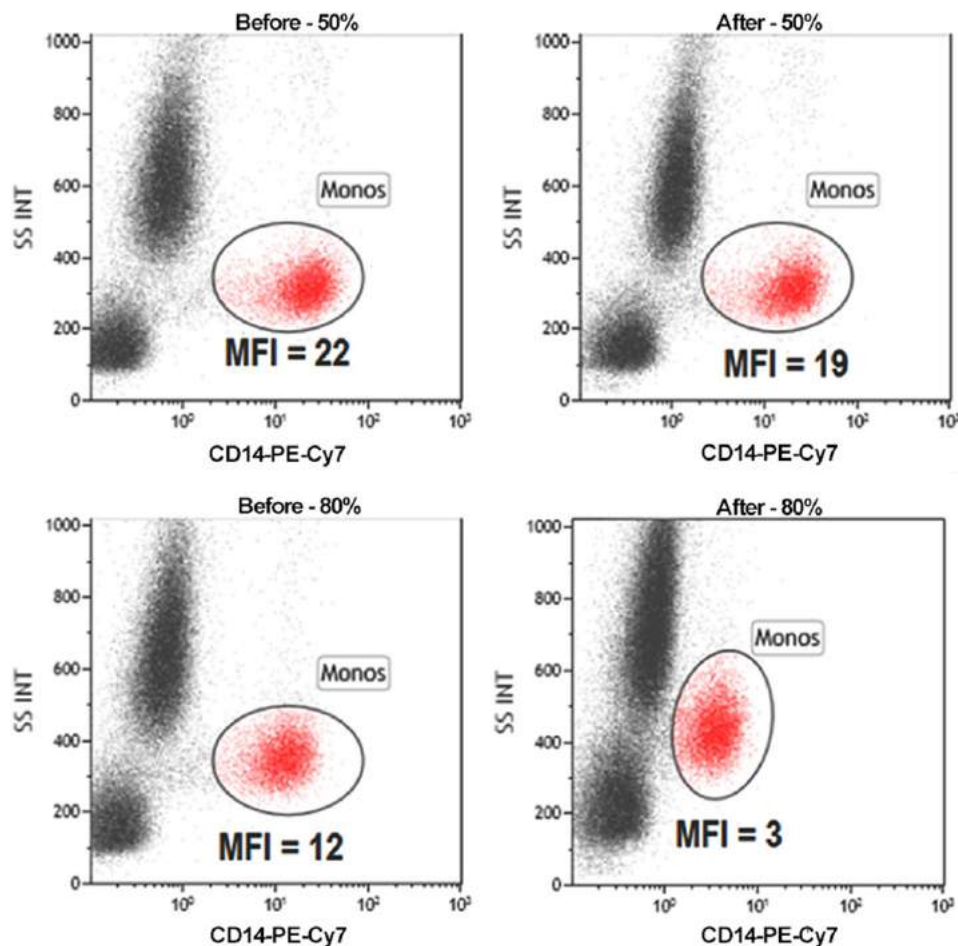 Before - 50%
1000
800
600
400
200
0
SS INT
Monos
MFI = 22
10⁰
10¹
10²
10³
CD14-PE-Cy7
After - 50%
1000
800
600
400
200
0
SS INT
Monos
MFI = 19
10⁰
10¹
10²
10³
CD14-PE-Cy7
Before - 80%
1000
800
600
400
200
0
SS INT
Monos
MFI = 12
10⁰
10¹
10²
10³
CD14-PE-Cy7
After - 80%
1000
800
600
400
200
0
SS INT
Monos
MFI = 3
10⁰
10¹
10²
10³
CD14-PE-Cy7